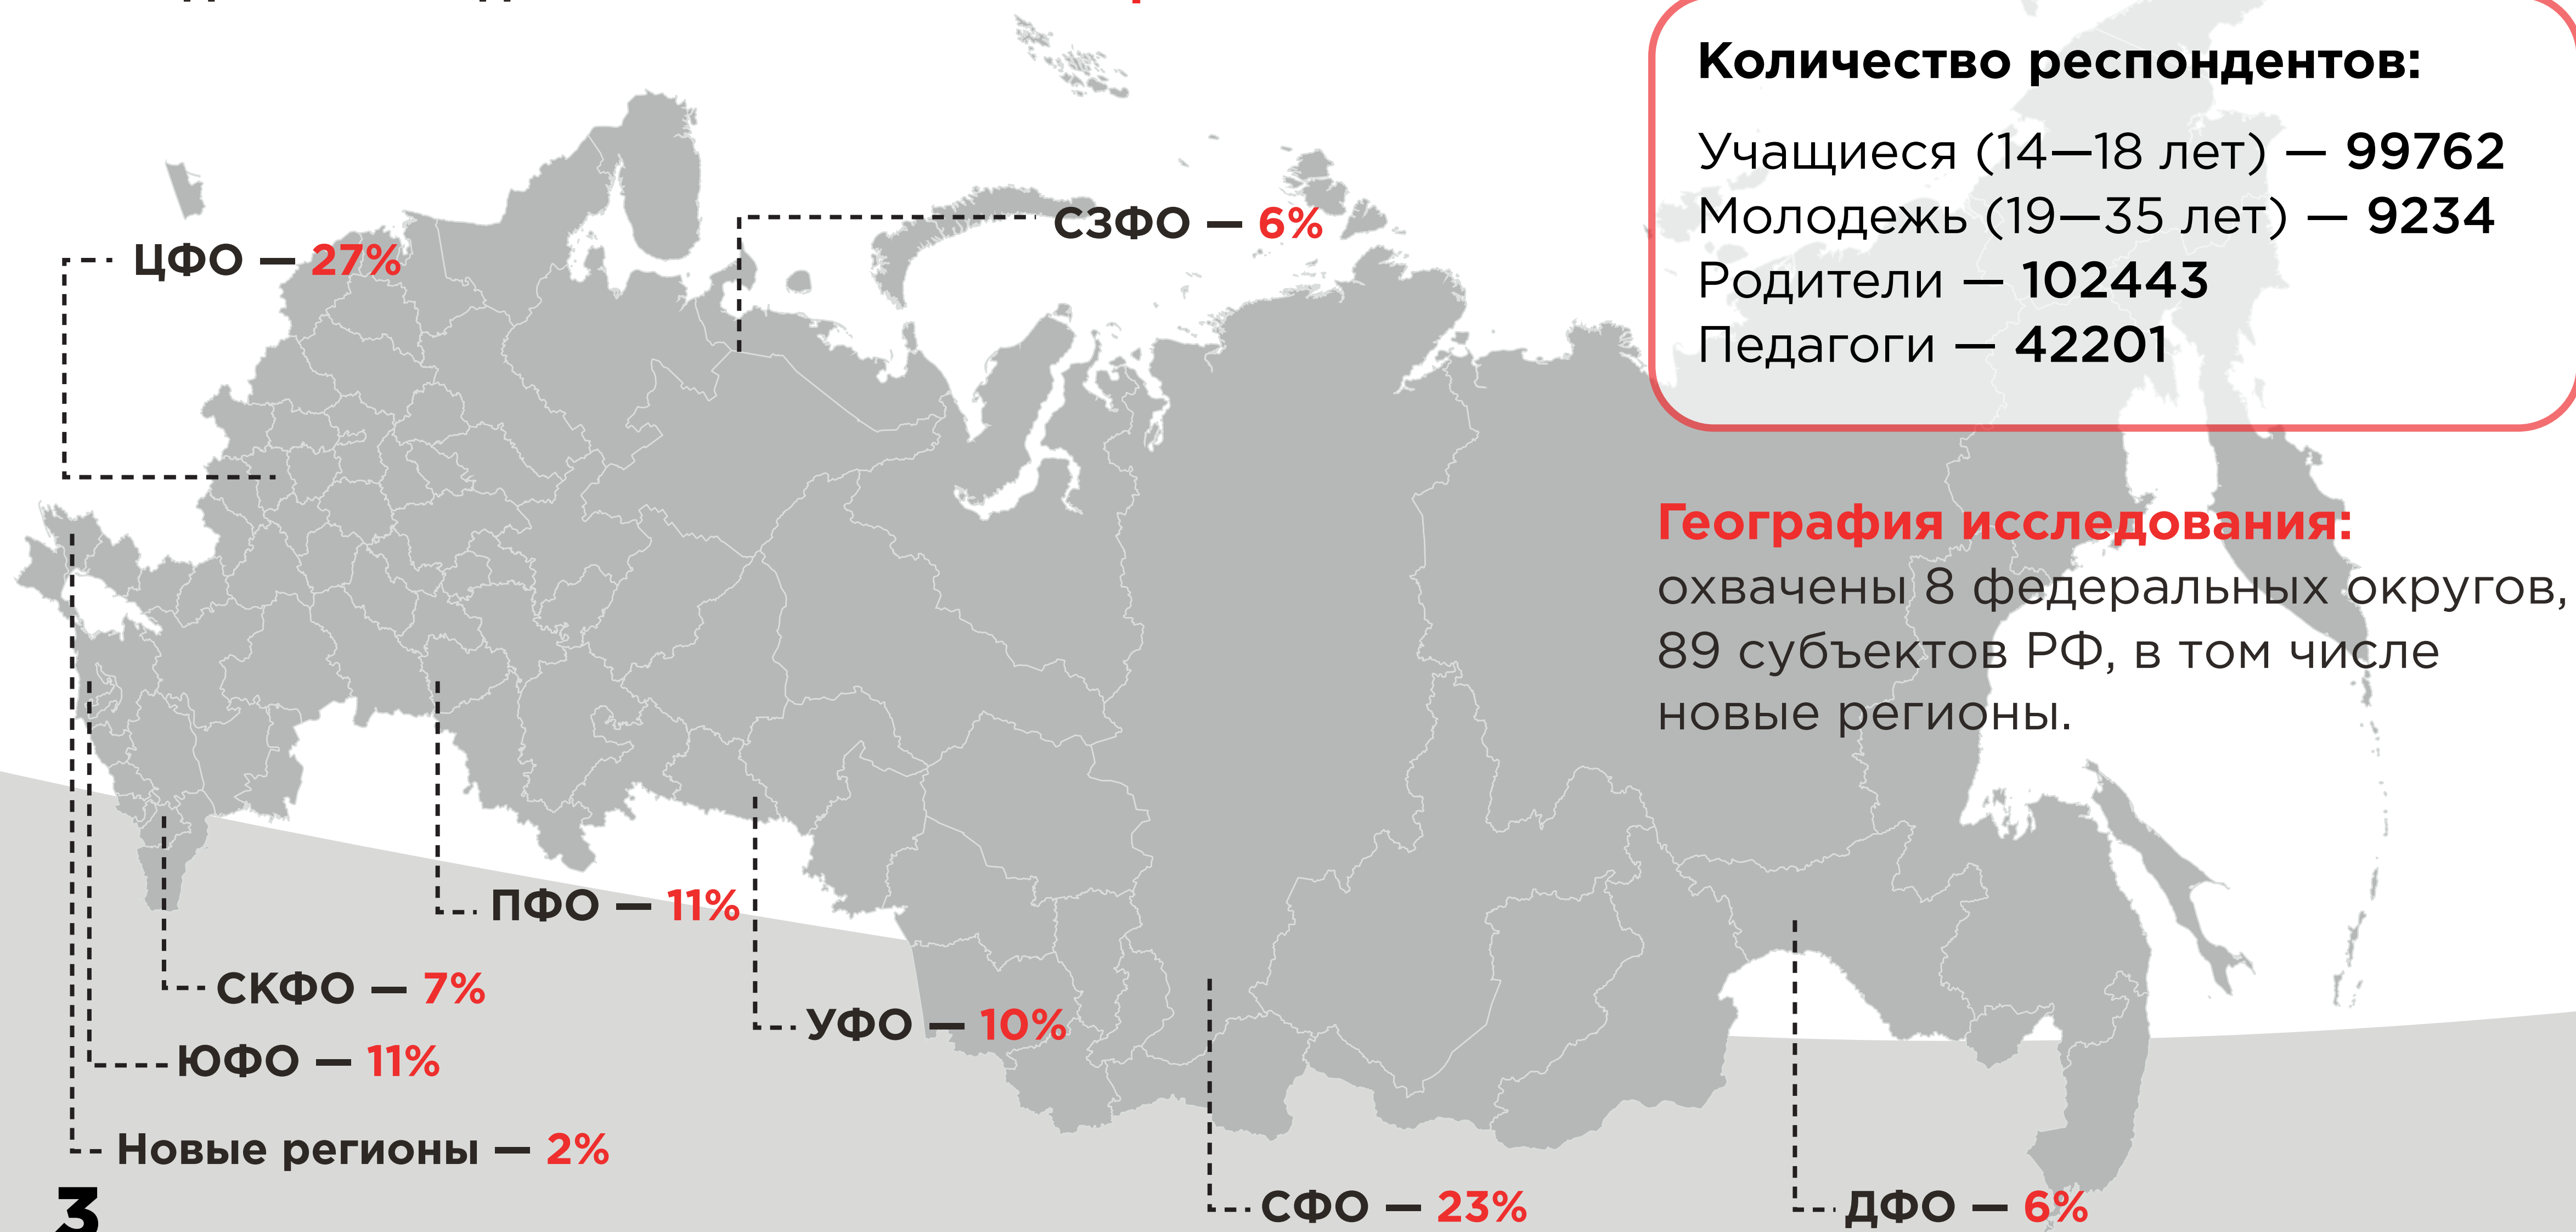 Количество респондентов:
Учащиеся (14—18 лет) — 99762
Молодежь (19—35 лет) — 9234
Родители — 102443
Педагоги — 42201
СЗФО — 6%
ЦФО — 27%
География исследования:
охвачены 8 федеральных округов,
89 субъектов РФ, в том числе
новые регионы.
ПФО — 11%
СКФО — 7%
УФО — 10%
ЮФО — 11%
Новые регионы — 2%
СФО — 23%
ДФО — 6%
3